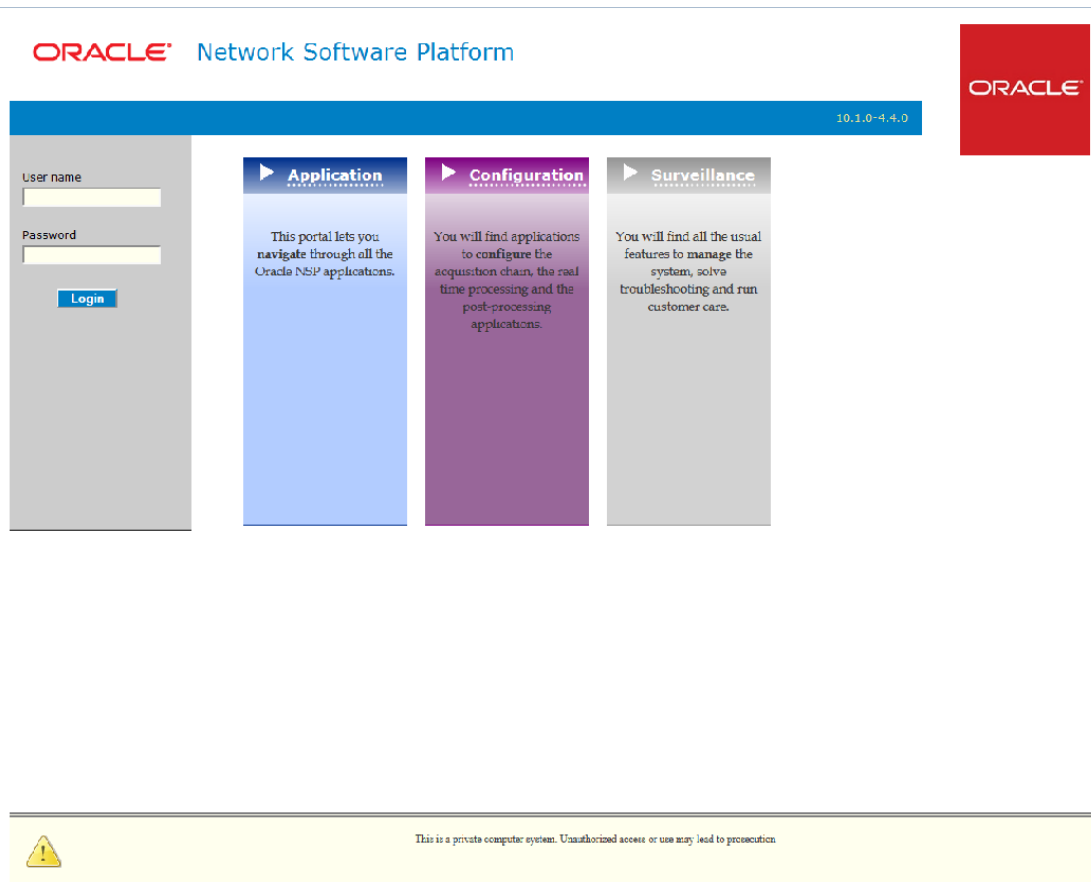 ORACLE® Network Software Platform
ORACLE®
10.1.0-4.4.0
User name
Password
Login
Application
This portal lets you
navigate through all the
Oracle NSP applications.
Configuration
You will find applications
to configure the
acquisition chain, the real
time processing and the
post-processing
applications.
Surveillance
You will find all the usual
features to manage the
system, solve
troubleshooting and run
customer care.
This is a private computer system. Unauthorized access or use may lead to prosecution